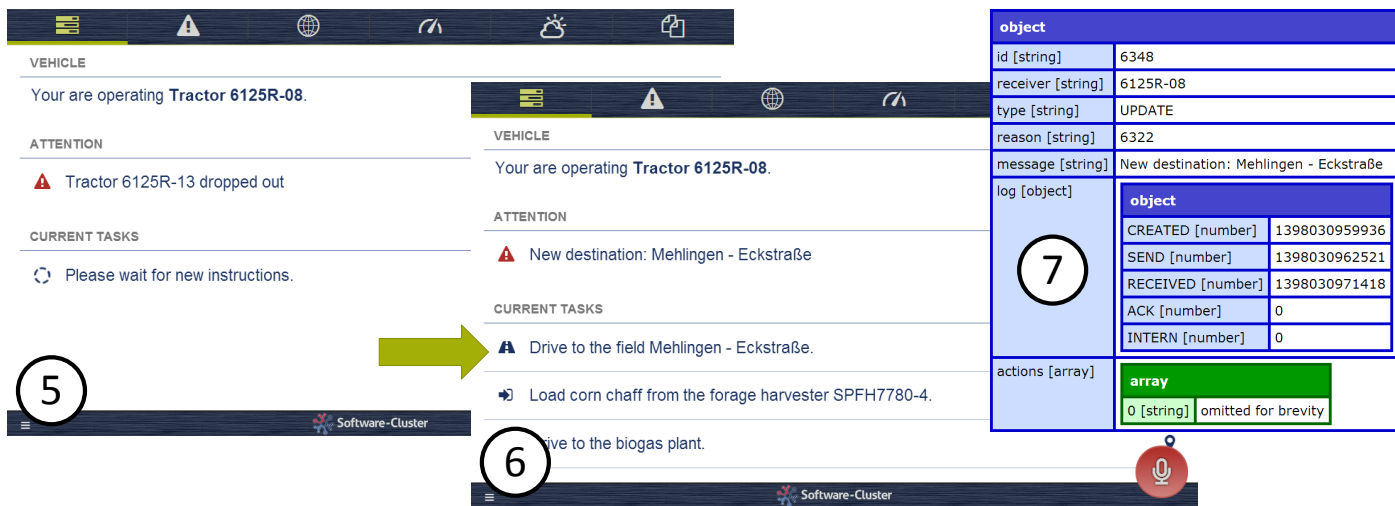 VEHICLE
Your are operating Tractor 6125R-08.
ATTENTION
Tractor 6125R-13 dropped out
CURRENT TASKS
Please wait for new instructions.
5
Software-Cluster
VEHICLE
Your are operating Tractor 6125R-08.
ATTENTION
New destination: Mehlingen - Eckstraße
CURRENT TASKS
Drive to the field Mehlingen - Eckstraße.
Load corn chaff from the forage harvester SPFH7780-4.
rive to the biogas plant.
6
Software-Cluster
object
id [string] 6348
receiver [string] 6125R-08
type [string] UPDATE
reason [string] 6322
message [string] New destination: Mehlingen - Eckstraße
log [object]
object
CREATED [number] 1398030959936
SEND [number] 1398030962521
RECEIVED [number] 1398030971418
ACK [number] 0
INTERN [number] 0
7
actions [array]
array
0 [string] omitted for brevity